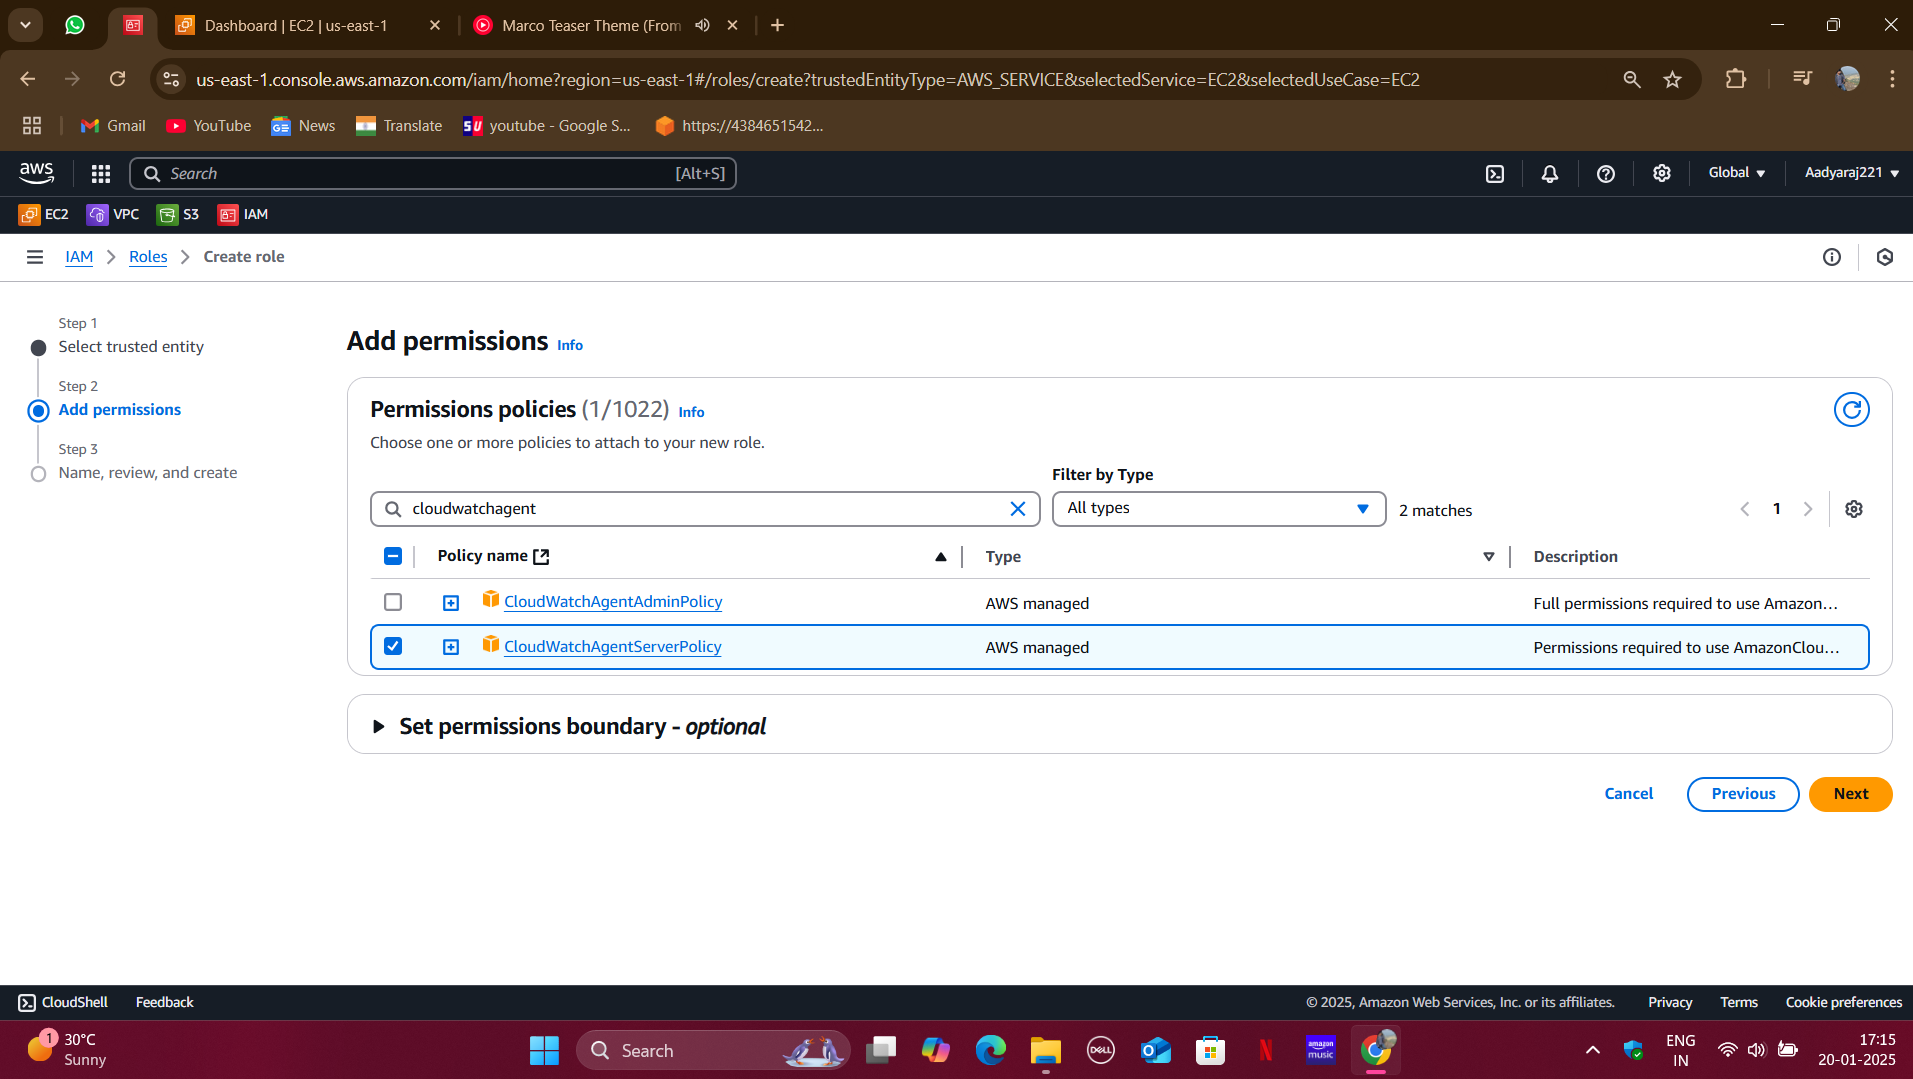 Dashboard | EC2 | us-east-1
Marco Teaser Theme (From
us-east-1.console.aws.amazon.com/iam/home?region=us-east-1#/roles/create?trustedEntityType=AWS_SERVICE&selectedService=EC2&selectedUseCase=EC2
Gmail YouTube News Translate youtube - Google S... https://4384651542...
aws Search [Alt+S] Global Aadyaraj221
EC2 VPC S3 IAM
IAM Roles Create role
Step 1
Select trusted entity
Step 2
Add permissions
Step 3
Name, review, and create
Add permissions Info
Permissions policies (1/1022) Info
Choose one or more policies to attach to your new role.
Filter by Type
cloudwatchagent All types 2 matches 1
Policy name Type Description
CloudWatchAgentAdminPolicy AWS managed Full permissions required to use Amazon...
CloudWatchAgentServerPolicy AWS managed Permissions required to use AmazonClou...
Set permissions boundary - optional
Cancel Previous Next
CloudShell Feedback © 2025, Amazon Web Services, Inc. or its affiliates. Privacy Terms Cookie preferences
1 30°C
Sunny
Search
DELL
amazon
music
ENG
IN
17:15
20-01-2025